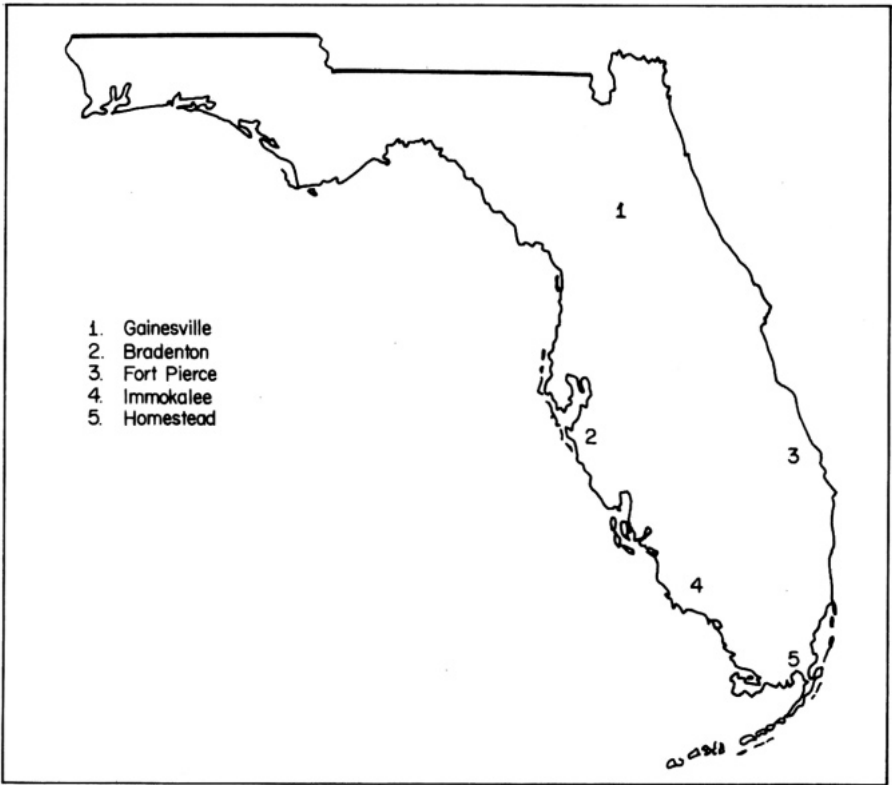 1
1. Gainesville
2. Bradenton
3. Fort Pierce
4. Immokalee
5. Homestead
2
3
4
5